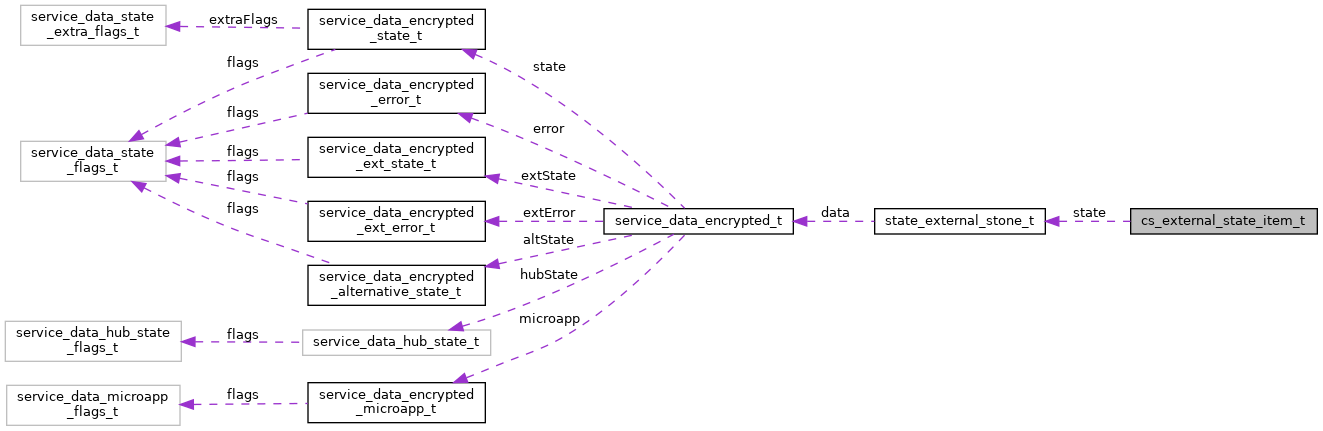 service_data_state
_extra_flags_t
extraFlags
service_data_encrypted
_state_t
flags
state
service_data_encrypted
_error_t
flags
error
service_data_state
_flags_t
flags
service_data_encrypted
_ext_state_t
extState
flags
service_data_encrypted
_ext_error_t
extError
service_data_encrypted_t
data
state_external_stone_t
state
cs_external_state_item_t
flags
altState
service_data_encrypted
_alternative_state_t
hubState
service_data_hub_state
_flags_t
flags
service_data_hub_state_t
microapp
service_data_microapp
_flags_t
flags
service_data_encrypted
_microapp_t